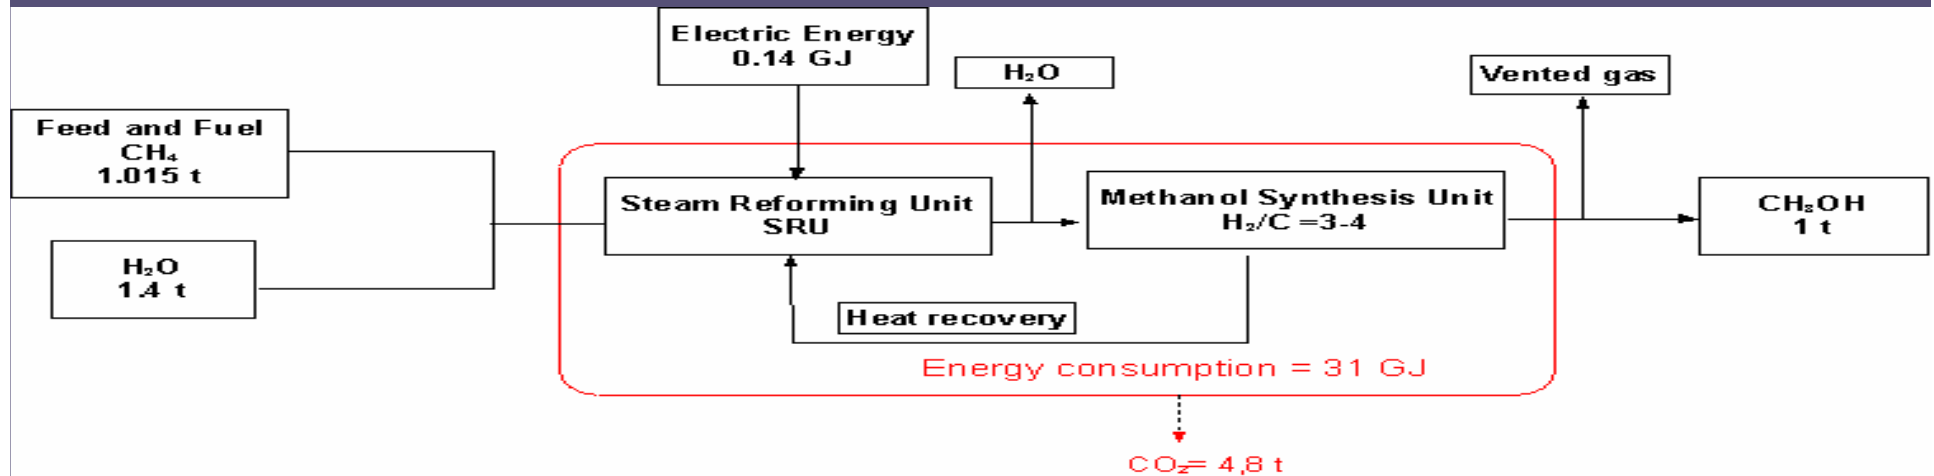 Electric Energy
0.14 GJ
H₂O
Vented gas
Feed and Fuel
CH₄
1.015 t
Steam Reforming Unit
SRU
Methanol Synthesis Unit
H₂/C =3-4
CH₃OH
1 t
H₂O
1.4 t
Heat recovery
Energy consumption = 31 GJ
CO₂= 4,8 t